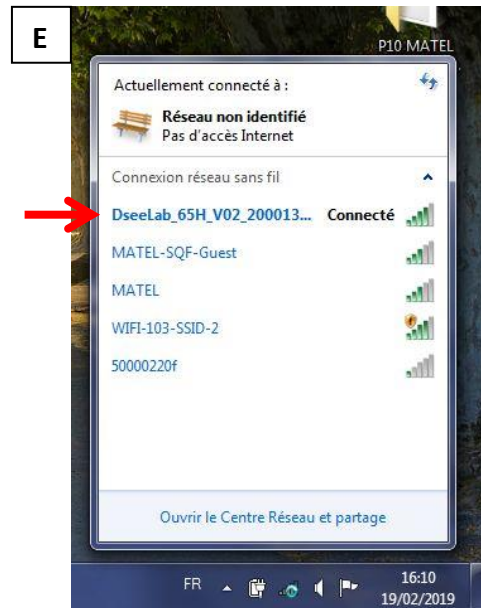 E
P10 MATEL
Actuellement connecté à :
Réseau non identifié
Pas d'accès Internet
Connexion réseau sans fil
DseeLab_65H_V02_200013... Connecté
MATEL-SQF-Guest
MATEL
WIFI-103-SSID-2
50000220f
Ouvrir le Centre Réseau et partage
FR 16:10
19/02/2019